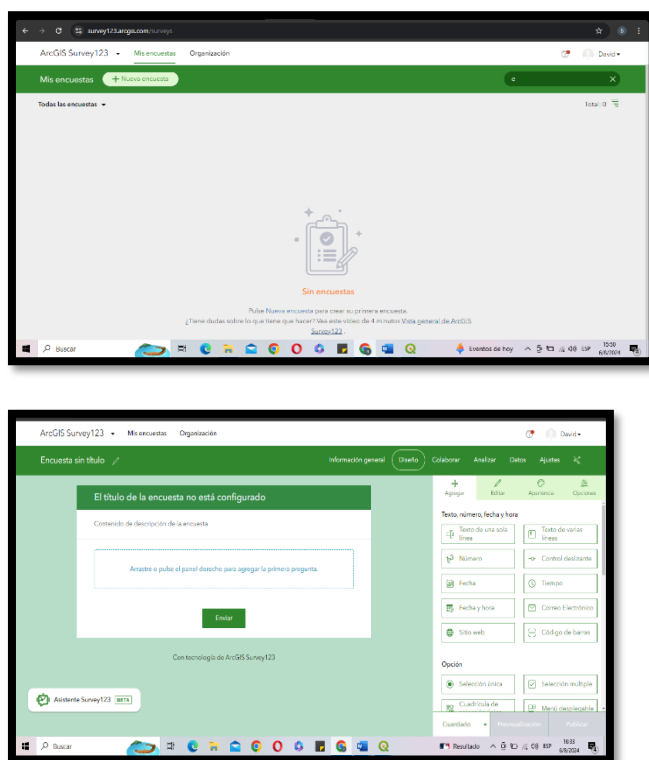 survey123.arcgis.com/surveys
ArcGIS Survey123 Mis encuestas Organización David
Mis encuestas + Nueva encuesta
Todas las encuestas Total: 0
Sin encuestas
Pulse Nueva encuesta para crear su primera encuesta.
¿Tiene dudas sobre lo que tiene que hacer? Vea este vídeo de 4 minutos Vista general de ArcGIS
Survey123 .
Buscar Eventos de hoy ESP 15:50
6/8/2024
ArcGIS Survey123 Mis encuestas Organización David
Encuesta sin título Información general Diseño Colaborar Analizar Datos Ajustes
Agregar Editar Apariencia Opciones
El título de la encuesta no está configurado
Texto, número, fecha y hora
Contenido de descripción de la encuesta
Texto de una sola línea
Texto de varias líneas
Número Control deslizante
Arrastre o pulse el panel derecho para agregar la primera pregunta.
Fecha Tiempo
Fecha y hora Correo Electrónico
Enviar
Sitio web Código de barras
Con tecnología de ArcGIS Survey123
Opción
Selección única Selección múltiple
Asistente Survey123 BETA
Cuadrícula de
Menú desplegable
Guardado Previsualización Publicar
Buscar Resultado ESP
6/8/2024